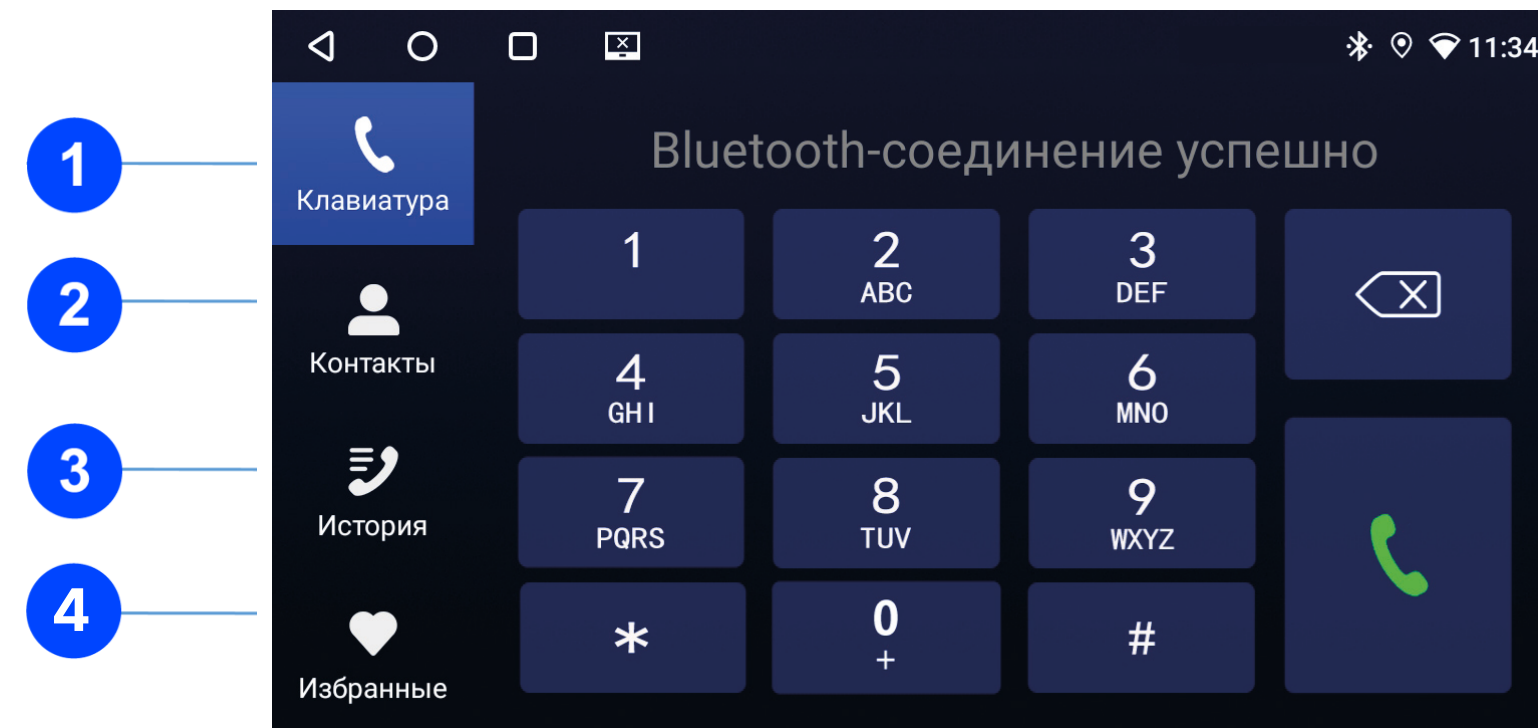 11:34
1
Клавиатура
2
Контакты
3
История
4
Избранные
Bluetooth-соединение успешно
1
2
ABC
3
DEF
4
GHI
5
JKL
6
MNO
7
PQRS
8
TUV
9
WXYZ
*
0
+
#